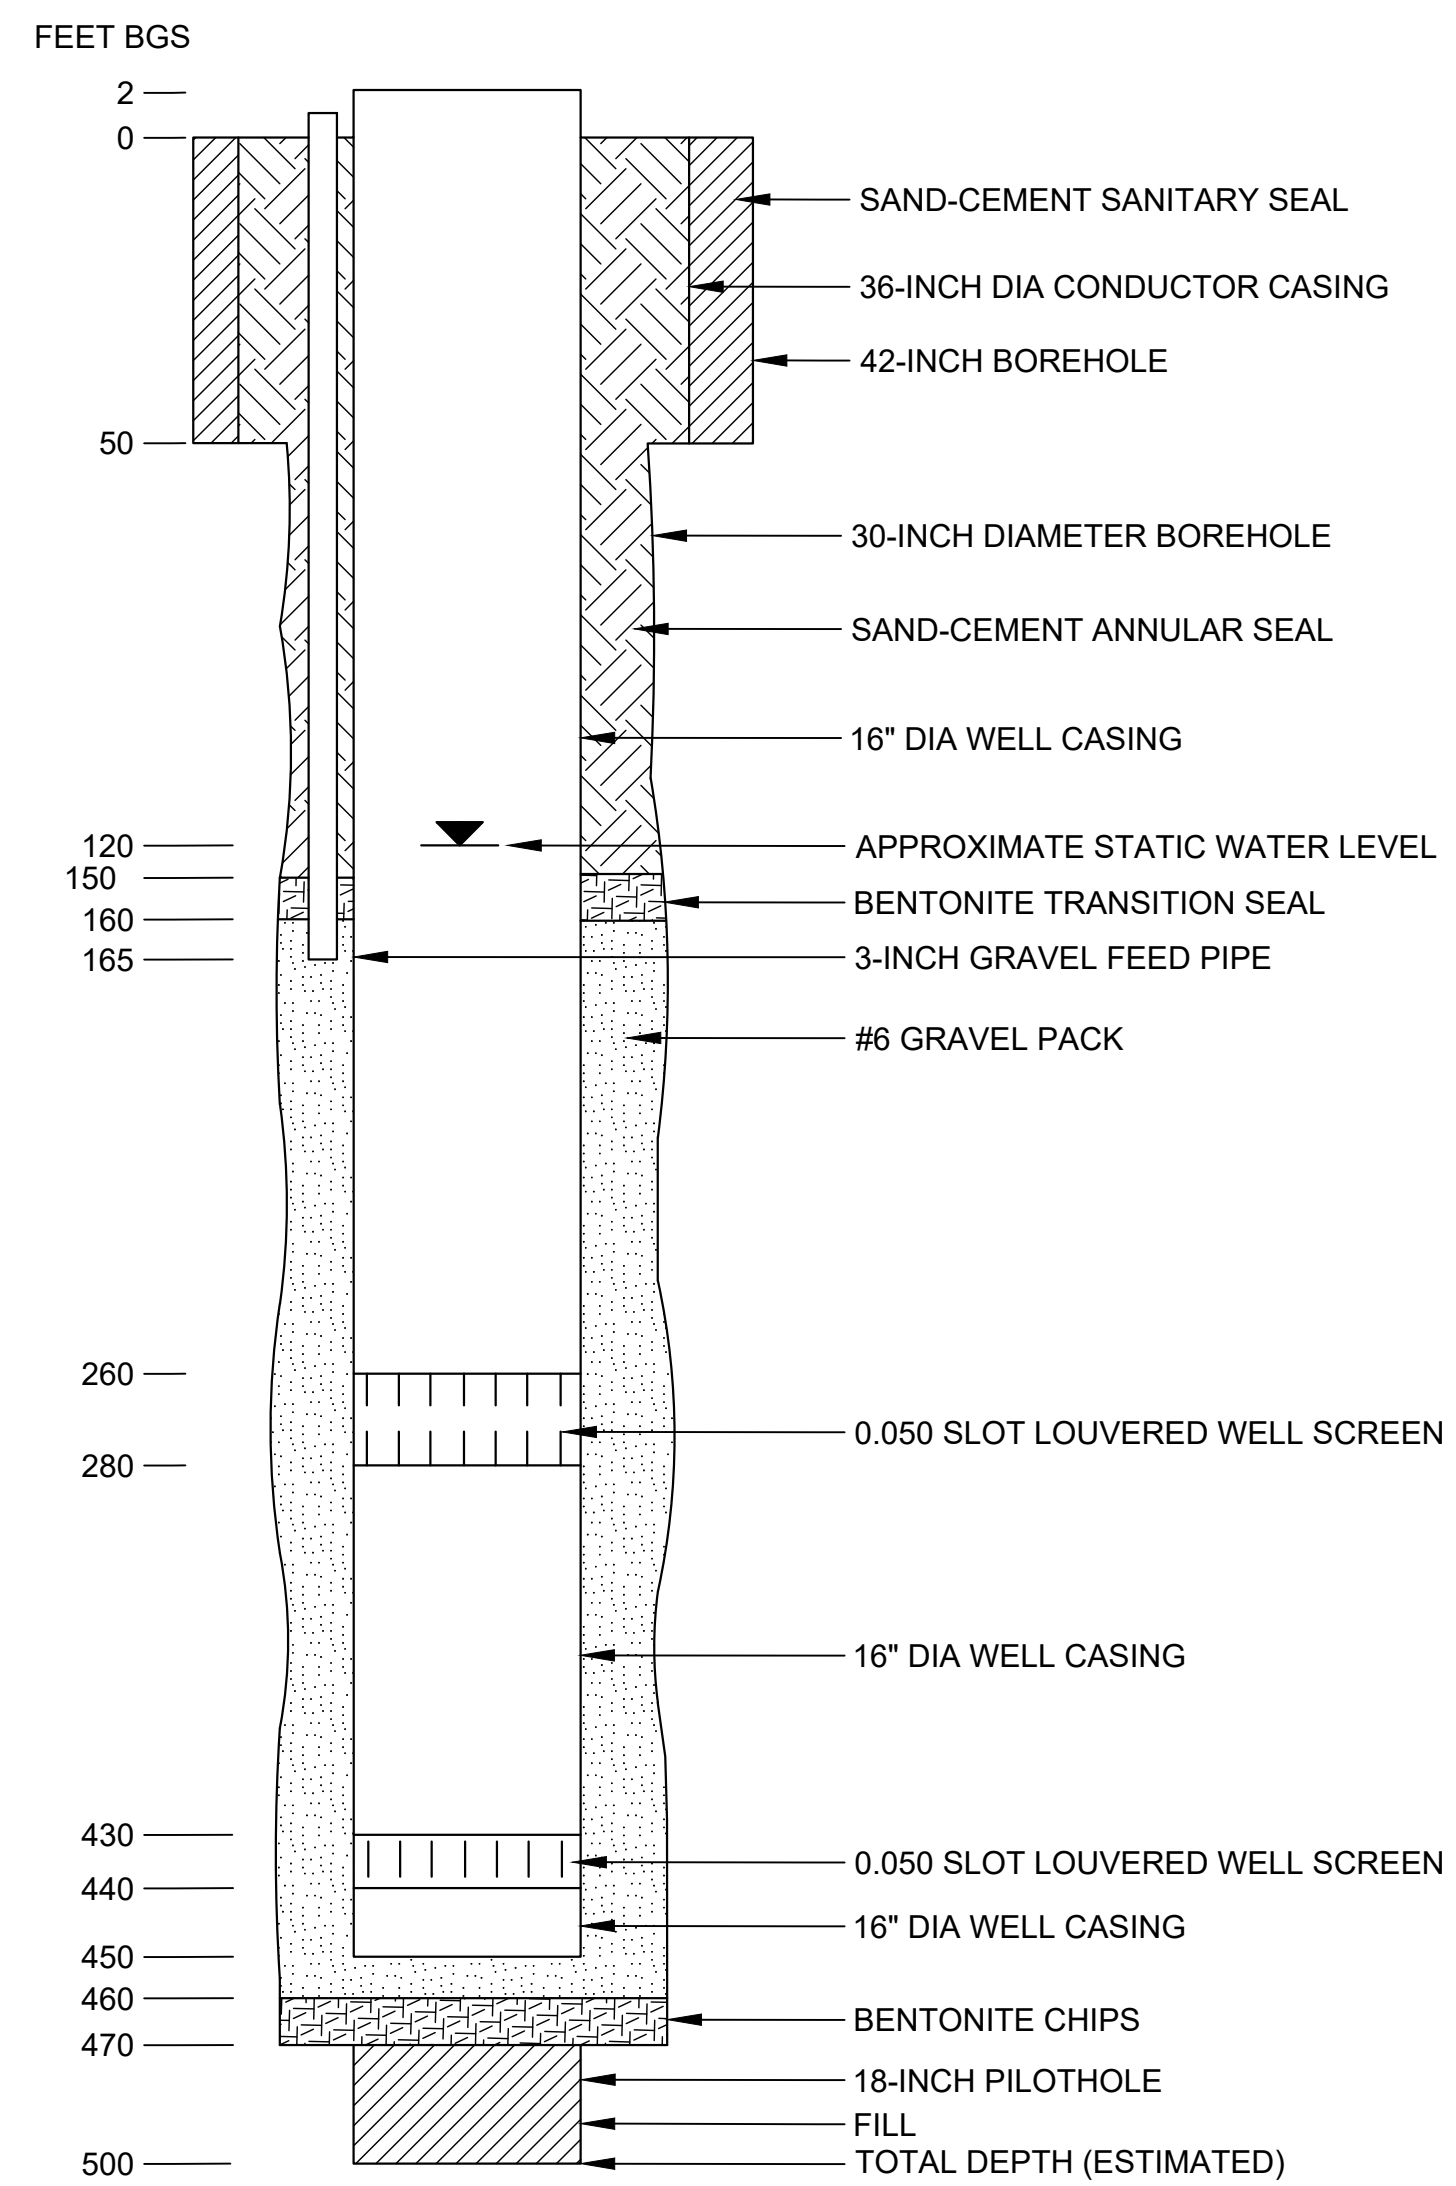 FEET BGS
2
0
SAND-CEMENT SANITARY SEAL
36-INCH DIA CONDUCTOR CASING
42-INCH BOREHOLE
50
30-INCH DIAMETER BOREHOLE
SAND-CEMENT ANNULAR SEAL
16" DIA WELL CASING
120
APPROXIMATE STATIC WATER LEVEL
150
BENTONITE TRANSITION SEAL
160
165
3-INCH GRAVEL FEED PIPE
#6 GRAVEL PACK
260
0.050 SLOT LOUVERED WELL SCREEN
280
16" DIA WELL CASING
430
0.050 SLOT LOUVERED WELL SCREEN
440
16" DIA WELL CASING
450
460
BENTONITE CHIPS
470
18-INCH PILOTHOLE
FILL
500
TOTAL DEPTH (ESTIMATED)